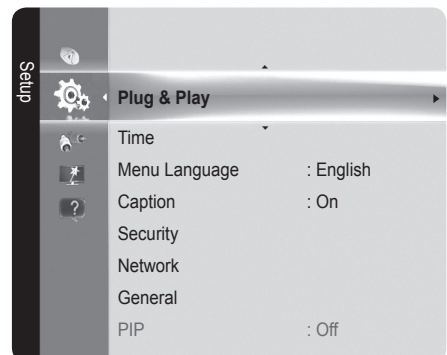 Setup
Plug & Play
Time
Menu Language : English
Caption : On
Security
Network
General
PIP : Off